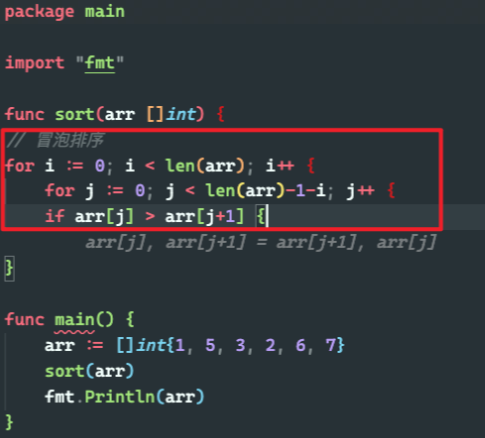 package main
import "fmt"
func sort(arr []int) {
// 冒泡排序
for i := 0; i < len(arr); i++ {
for j := 0; j < len(arr)-1-i; j++ {
if arr[j] > arr[j+1] {
arr[j], arr[j+1] = arr[j+1], arr[j]
}
func main() {
arr := []int{1, 5, 3, 2, 6, 7}
sort(arr)
fmt.Println(arr)
}